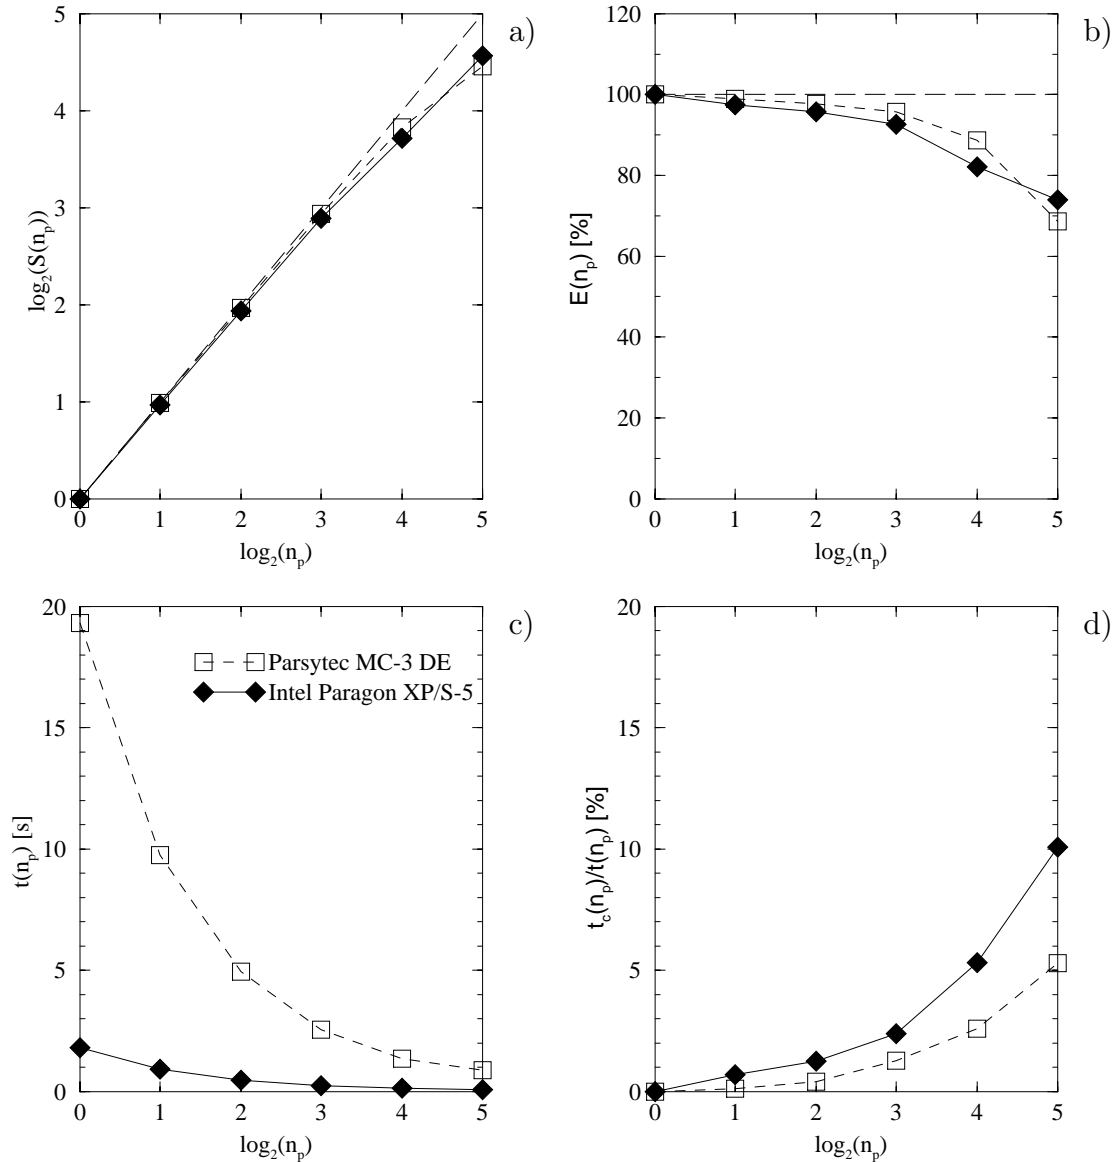 a)
5
4
3
2
1
0
log₂(S(nₚ))
0 1 2 3 4 5
log₂(nₚ)
b)
120
100
80
60
40
20
0
E(nₚ) [%]
0 1 2 3 4 5
log₂(nₚ)
c)
20
15
10
5
0
t(nₚ) [s]
Parsytec MC-3 DE
Intel Paragon XP/S-5
0 1 2 3 4 5
log₂(nₚ)
d)
20
15
10
5
0
t_c(nₚ)/t(nₚ) [%]
0 1 2 3 4 5
log₂(nₚ)